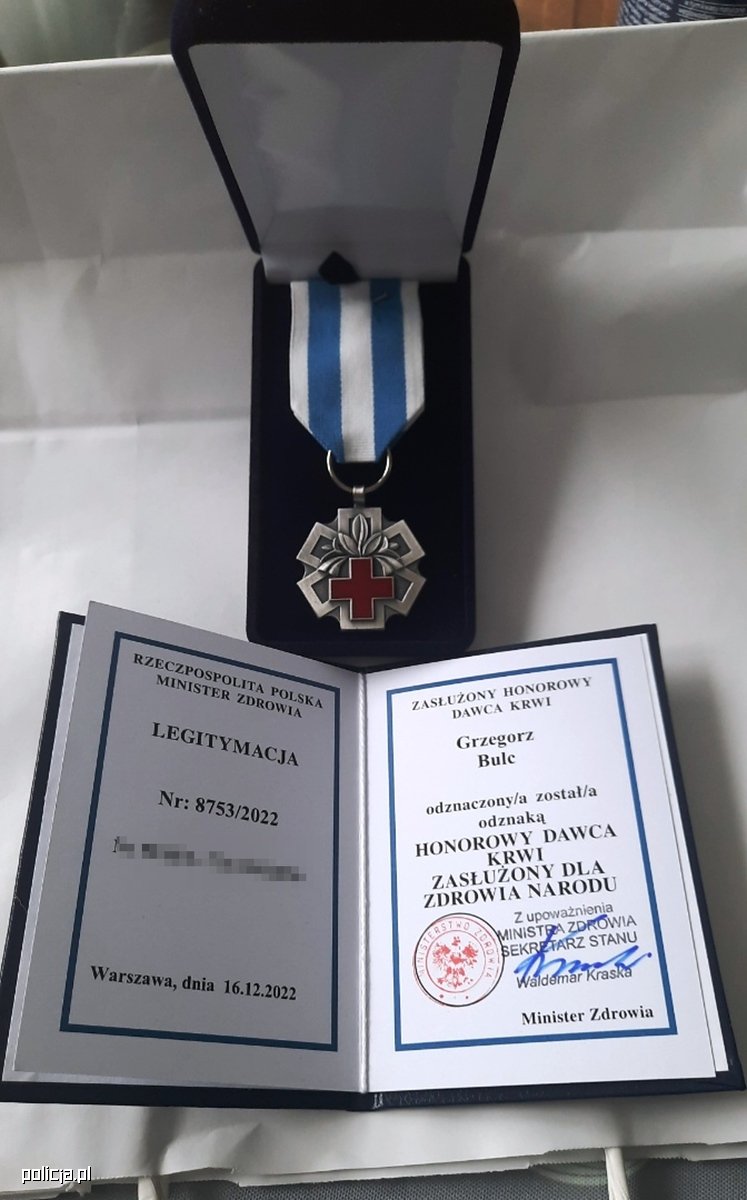 RZECZPOSPOLITA POLSKA
MINISTER ZDROWIA
LEGITYMACJA
Nr: 8753/2022
Warszawa, dnia 16.12.2022
ZASŁUŻONY HONOROWY
DAWCA KRWI
Grzegorz
Bulc
odznaczony/a został/a
odznaką
HONOROWY DAWCA
KRWI
ZASŁUŻONY DLA
ZDROWIA NARODU
Z upoważnienia
MINISTRA ZDROWIA
SEKRETARZ STANU
Waldemar Kraska
MINISTERSTWO ZDROWIA
Minister Zdrowia
policja.pl